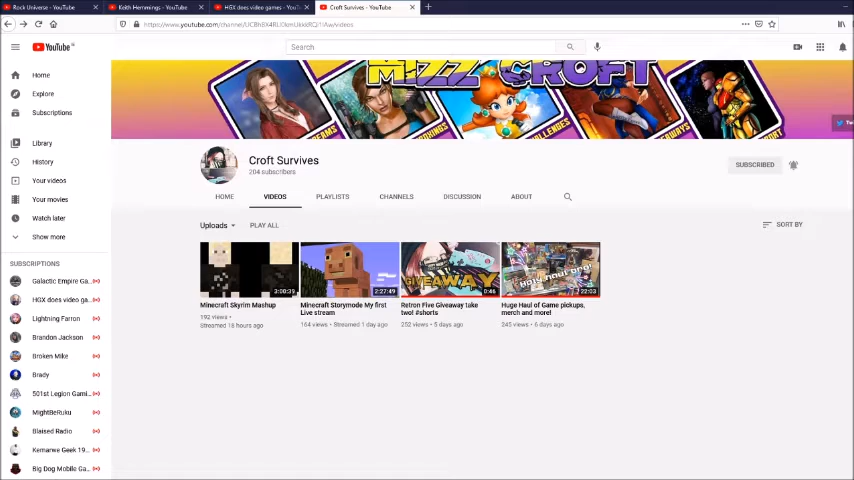 Rock Universe - YouTube
Keith Hemmings - YouTube
HGX does video games - YouT
Croft Survives - YouTube
YouTube
Search
MIZZ CROFT
Home
Explore
Subscriptions
Library
History
Your videos
Your movies
Watch later
Show more
SUBSCRIPTIONS
Galactic Empire Ga...
HGX does video ga...
Lightning Farron
Brandon Jackson
Broken Mike
Brady
501st Legion Gami...
MightBeRuku
Blaised Radio
Kemarwe Geek 19...
Big Dog Mobile Ga...
Croft Survives
204 subscribers
SUBSCRIBED
HOME
VIDEOS
PLAYLISTS
CHANNELS
DISCUSSION
ABOUT
Uploads
PLAY ALL
SORT BY
3:00:39
Minecraft Skyrim Mashup
192 views •
Streamed 18 hours ago
2:27:49
Minecraft Storymode My first
Live stream
164 views • Streamed 1 day ago
GIVEAWAY
0:46
Retron Five Giveaway take
two! #shorts
252 views • 5 days ago
22:03
Huge Haul of Game pickups,
merch and more!
245 views • 6 days ago